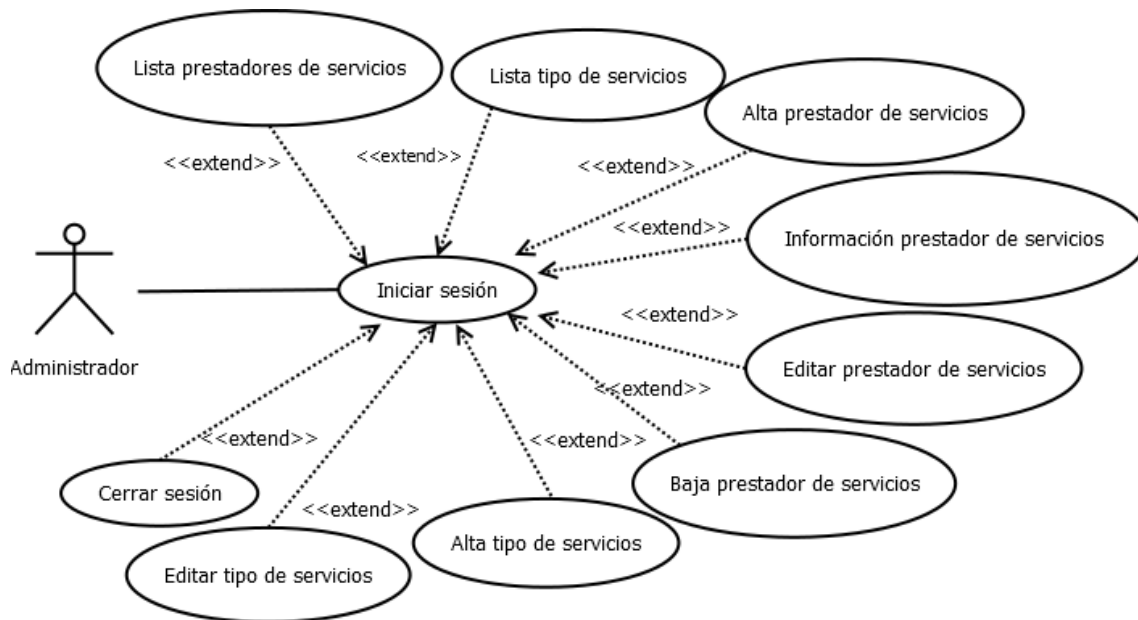 Lista prestadores de servicios
Lista tipo de servicios
Alta prestador de servicios
<<extend>>
<<extend>>
<<extend>>
<<extend>>
Información prestador de servicios
Iniciar sesión
<<extend>>
Administrador
Editar prestador de servicios
<<extend>>
<<extend>>
<<extend>>
Cerrar sesión
Baja prestador de servicios
<<extend>>
Alta tipo de servicios
Editar tipo de servicios